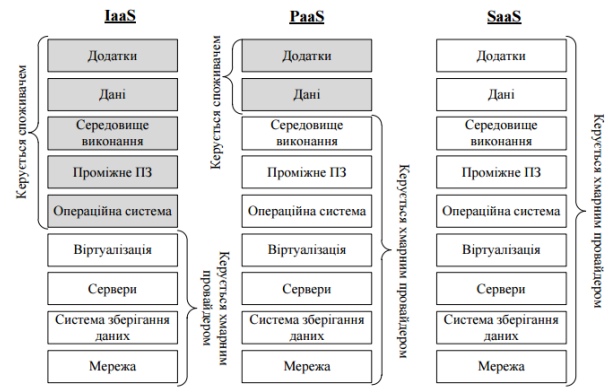 IaaS
Керується споживачем
Додатки
Дані
Середовище
виконання
Проміжне ПЗ
Операційна система
Віртуалізація
Сервери
Система зберігання
даних
Мережа
Керується хмарним
провайдером
PaaS
Керується споживачем
Додатки
Дані
Середовище
виконання
Проміжне ПЗ
Операційна система
Віртуалізація
Сервери
Система зберігання
даних
Мережа
Керується хмарним провайдером
SaaS
Додатки
Дані
Середовище
виконання
Проміжне ПЗ
Операційна система
Віртуалізація
Сервери
Система зберігання
даних
Мережа
Керується хмарним провайдером